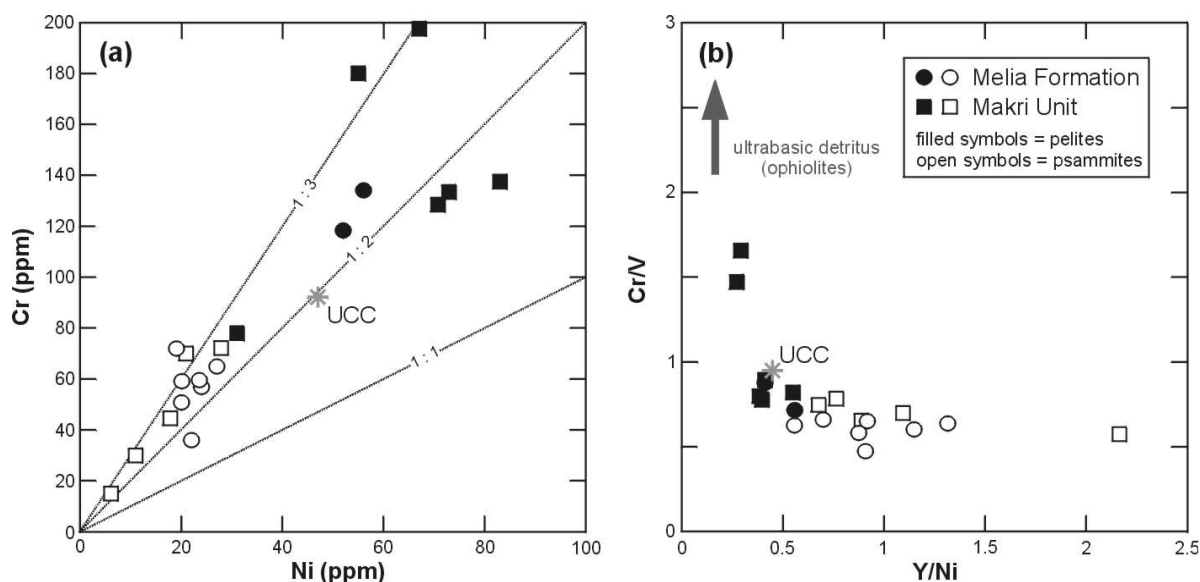 (a)
Cr (ppm)
200
180
160
140
120
100
80
60
40
20
0
1 : 3
1 : 2
1 : 1
UCC
0 20 40 60 80 100
Ni (ppm)
(b)
Cr/V
3
2
1
0
Melia Formation
Makri Unit
filled symbols = pelites
open symbols = psammites
ultrabasic detritus
(ophiolites)
UCC
0 0.5 1 1.5 2 2.5
Y/Ni